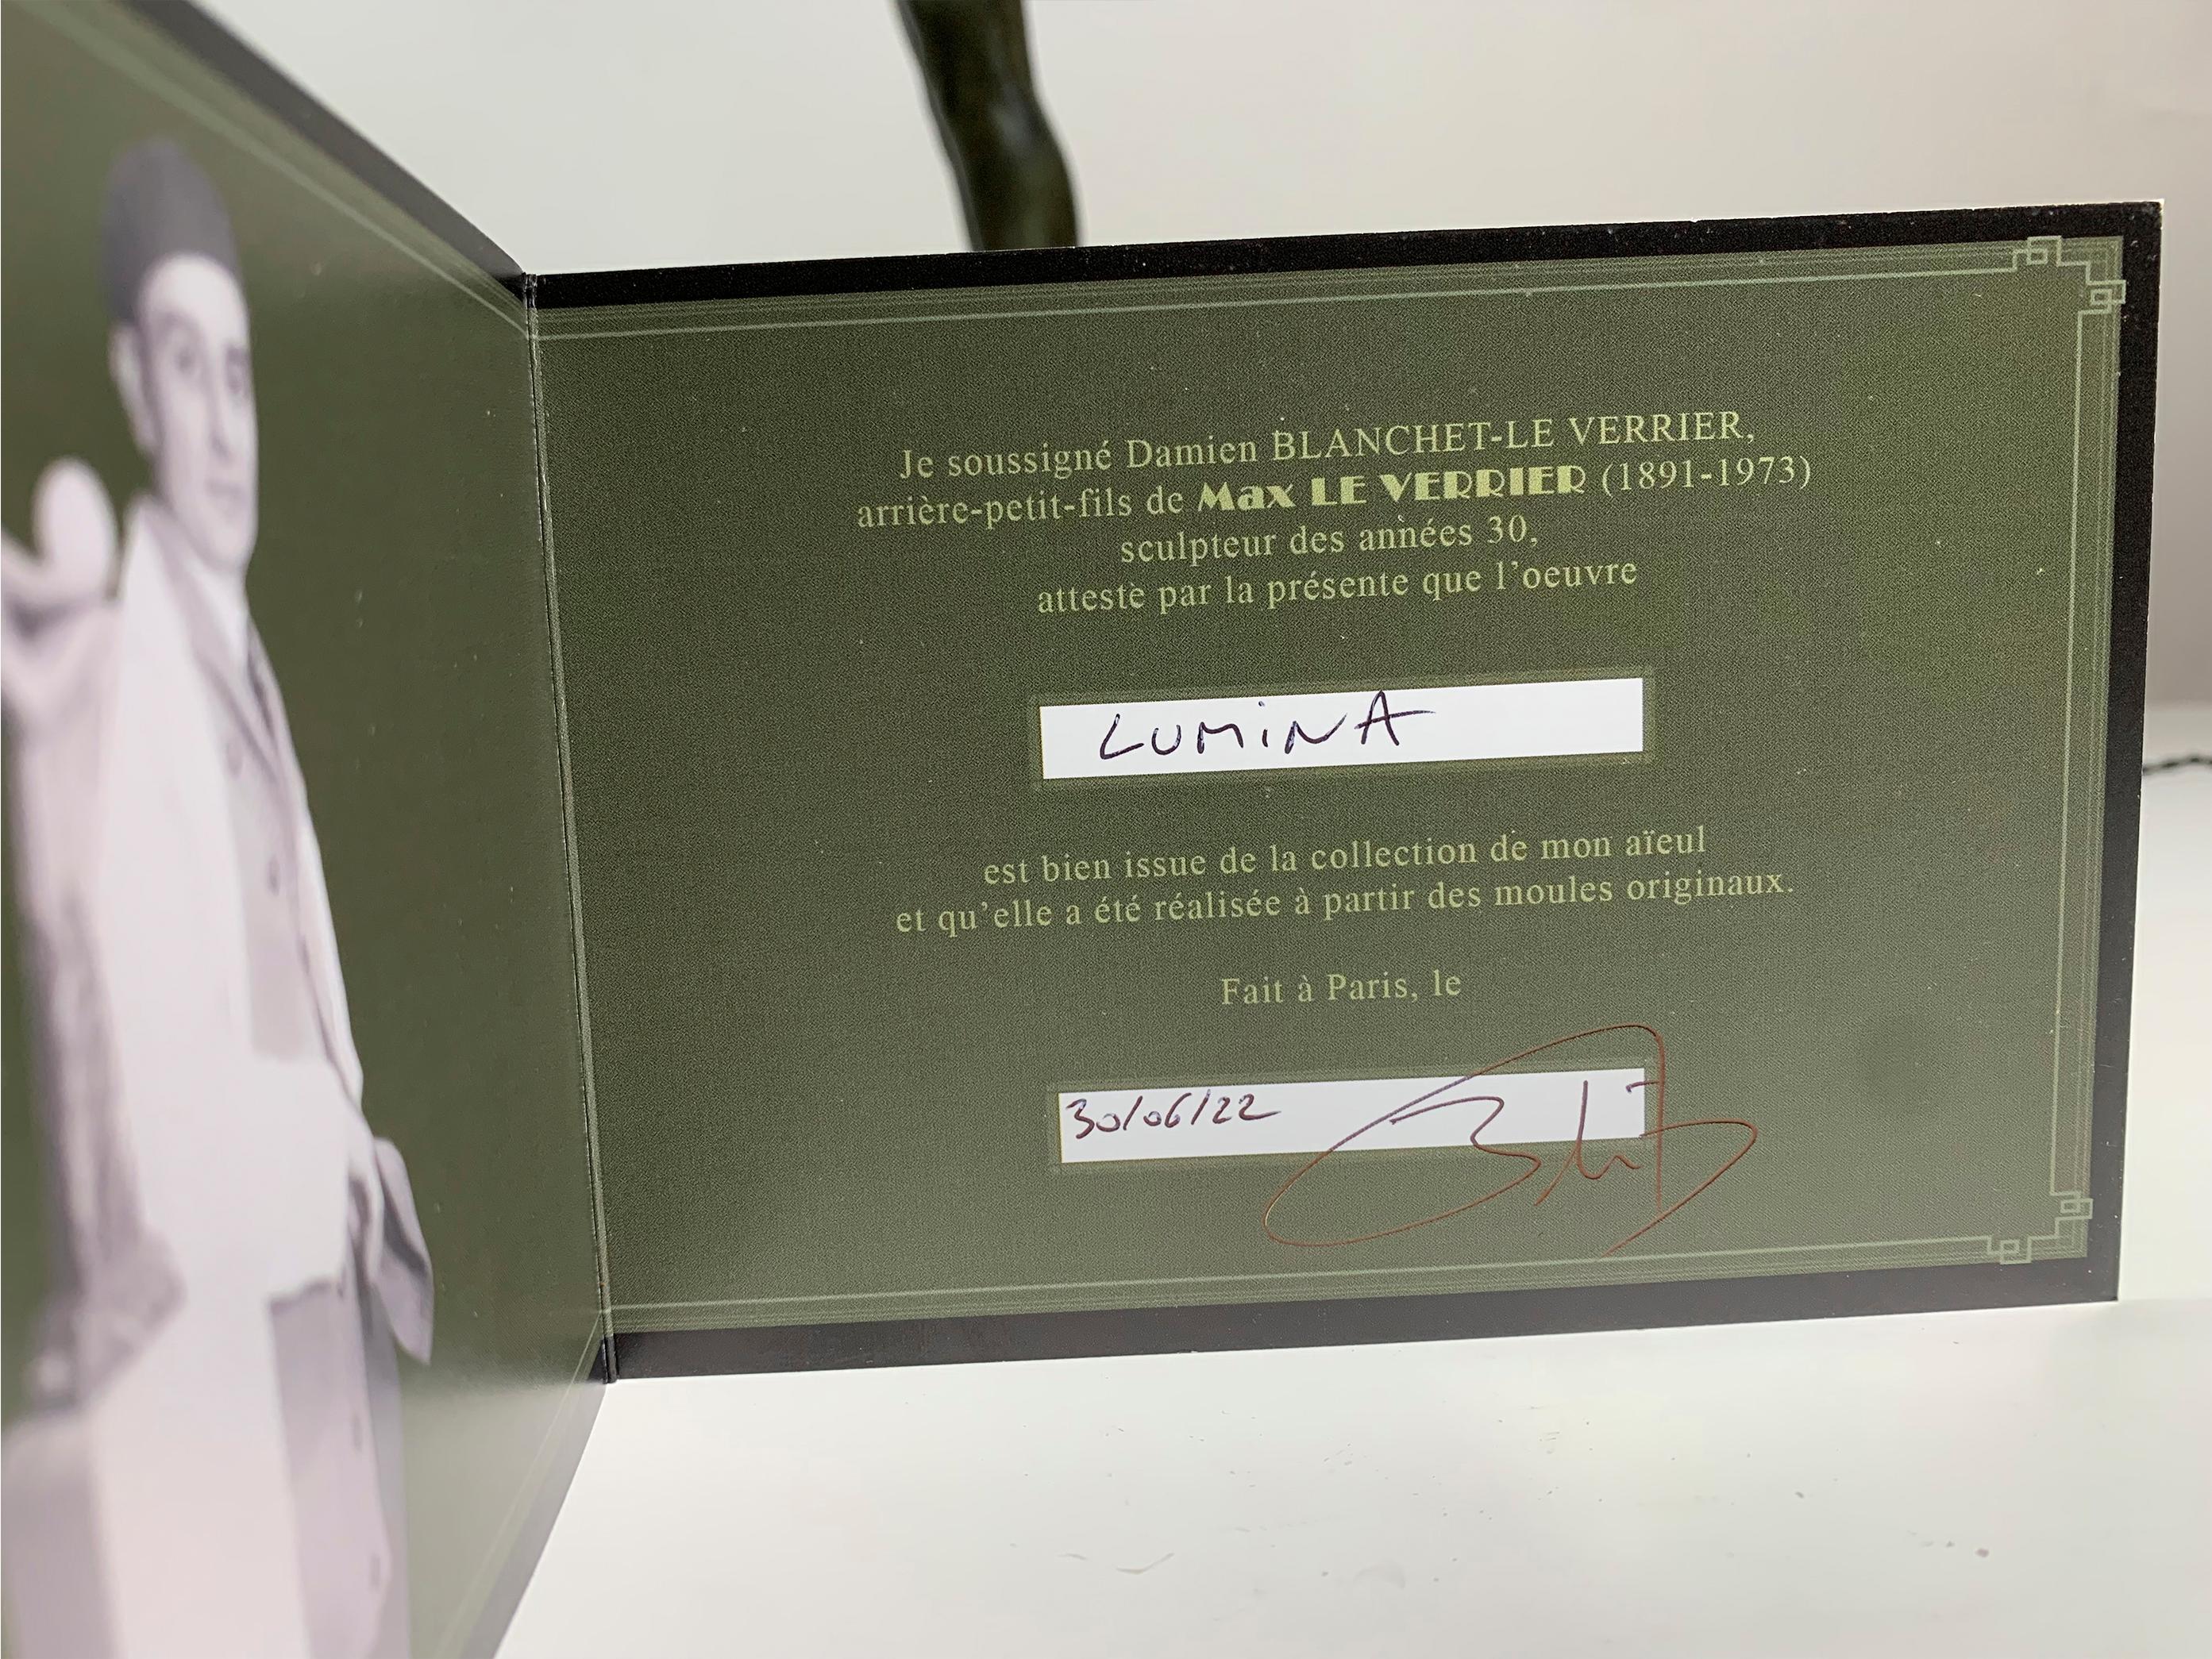 Je soussigné Damien BLANCHET-LE VERRIER,
arrière-petit-fils de Max LE VERRIER (1891-1973)
sculpteur des années 30,
atteste par la présente que l'oeuvre
LUMiNA
est bien issue de la collection de mon aïeul
et qu'elle a été réalisée à partir des moules originaux.
Fait à Paris, le
30/06/22